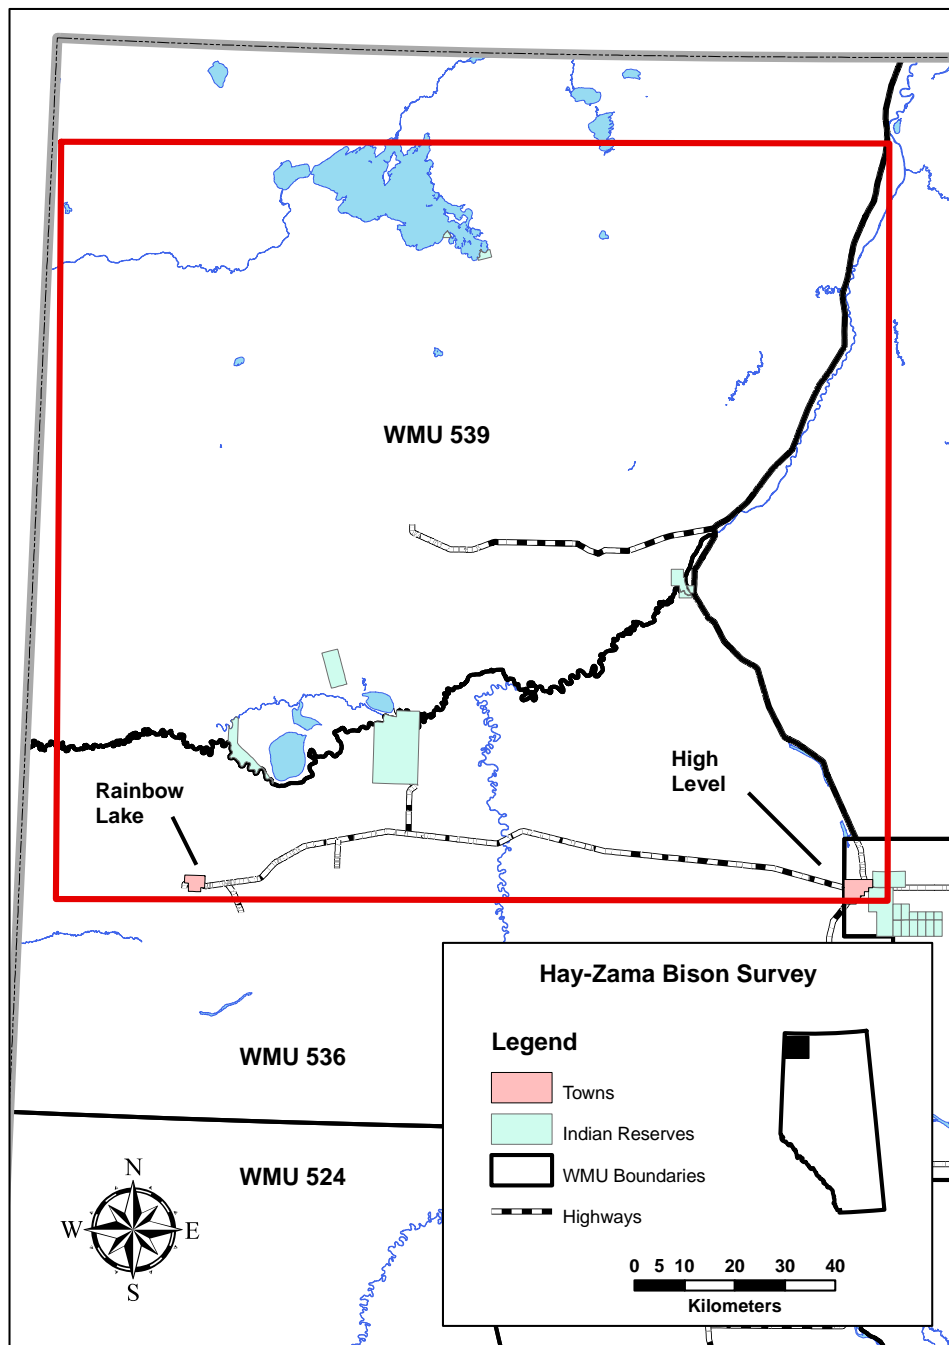 WMU 539
Rainbow
Lake
High
Level
WMU 536
WMU 524
N
W
E
S
Hay-Zama Bison Survey
Legend
Towns
Indian Reserves
WMU Boundaries
Highways
0 5 10 20 30 40
Kilometers